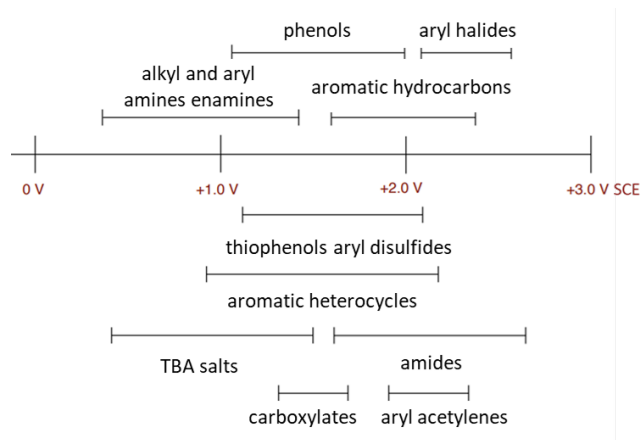 phenols
aryl halides
alkyl and aryl
amines enamines
aromatic hydrocarbons
0 V
+1.0 V
+2.0 V
+3.0 V SCE
thiophenols aryl disulfides
aromatic heterocycles
TBA salts
amides
carboxylates
aryl acetylenes